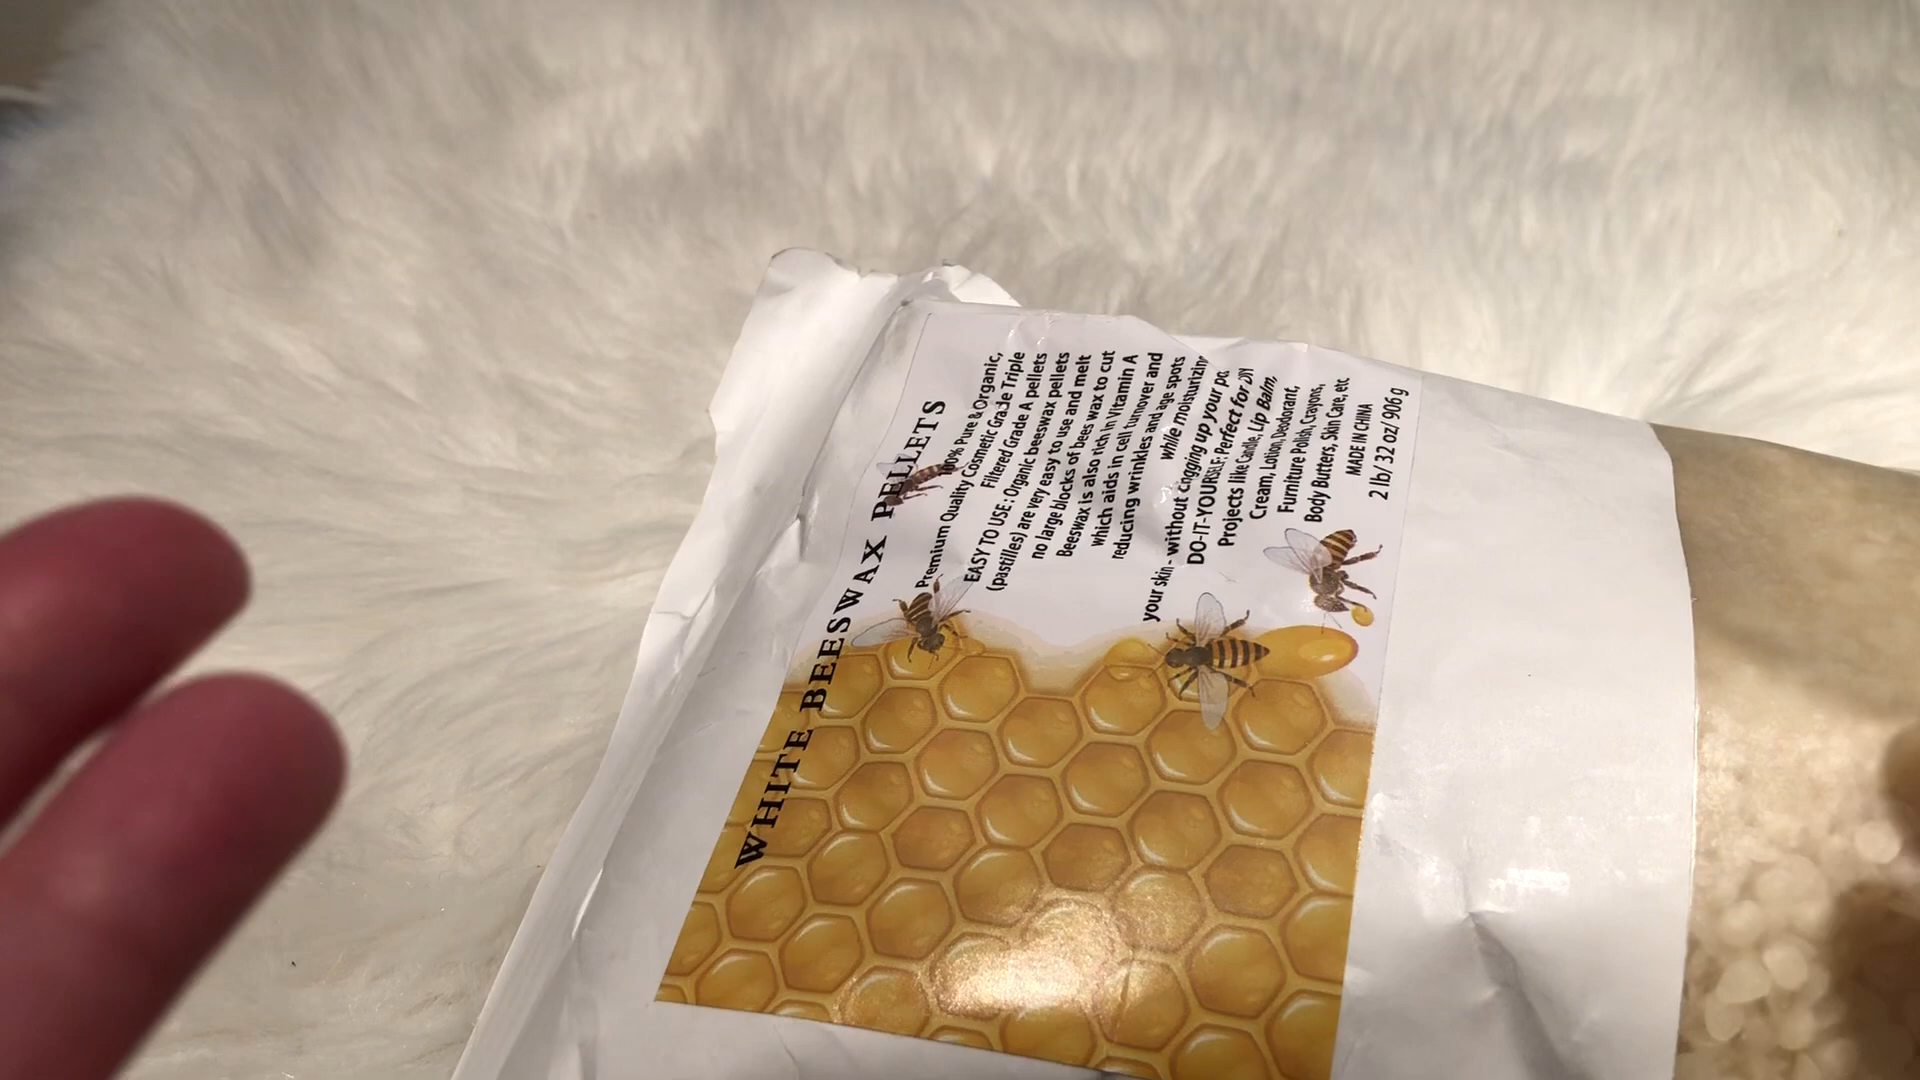 WHITE BEESWAX PELLETS
100% Pure & Organic,
Premium Quality Cosmetic Grade Triple
Filtered Grade A pellets
EASY TO USE : Organic beeswax pellets
(pastilles) are very easy to use and melt
no large blocks of bees wax to cut
Beeswax is also rich in Vitamin A
which aids in cell turnover and
reducing wrinkles and age spots
while moisturizing
your skin - without clogging up your
DO-IT-YOURSELF: Perfect for DIY
Projects like Candle, Lip Balm,
Cream, Lotion, Deodorant,
Furniture Polish, Crayons,
Body Butters, Skin Care, etc
MADE IN CHINA
2 lb/ 32 oz/ 906 g